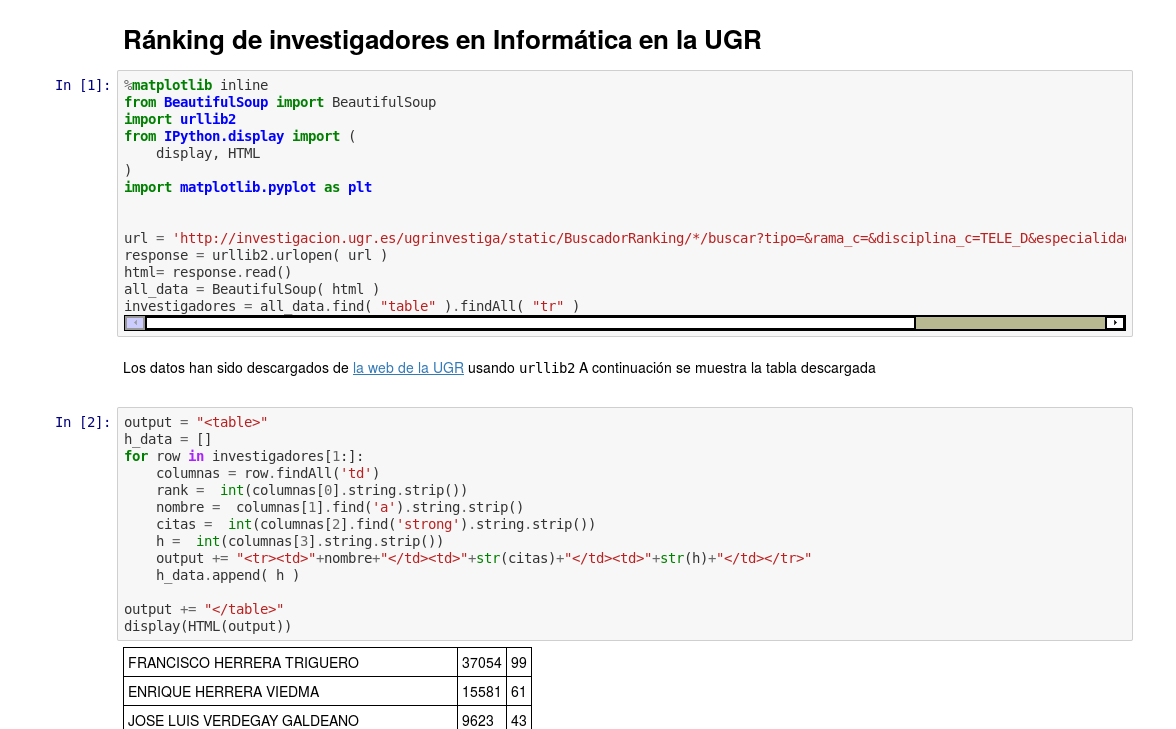 Ránking de investigadores en Informática en la UGR
In [1]:
%matplotlib inline
from BeautifulSoup import BeautifulSoup
import urllib2
from IPython.display import (
    display, HTML
)
import matplotlib.pyplot as plt
url = 'http://investigacion.ugr.es/ugrinvestiga/static/BuscadorRanking/*/buscar?tipo=&rama_c=&disciplina_c=TELE_D&especialidad
response = urllib2.urlopen( url )
html= response.read()
all_data = BeautifulSoup( html )
investigadores = all_data.find( "table" ).findAll( "tr" )
Los datos han sido descargados de la web de la UGR usando urllib2 A continuación se muestra la tabla descargada
In [2]:
output = "<table>"
h_data = []
for row in investigadores[1:]:
    columnas = row.findAll('td')
    rank =  int(columnas[0].string.strip())
    nombre =  columnas[1].find('a').string.strip()
    citas =  int(columnas[2].find('strong').string.strip())
    h =  int(columnas[3].string.strip())
    output += "<tr><td>"+nombre+"</td><td>"+str(citas)+"</td><td>"+str(h)+"</td></tr>"
    h_data.append( h )
output += "</table>"
display(HTML(output))
FRANCISCO HERRERA TRIGUERO 37054 99
ENRIQUE HERRERA VIEDMA 15581 61
JOSE LUIS VERDEGAY GALDEANO 9623 43